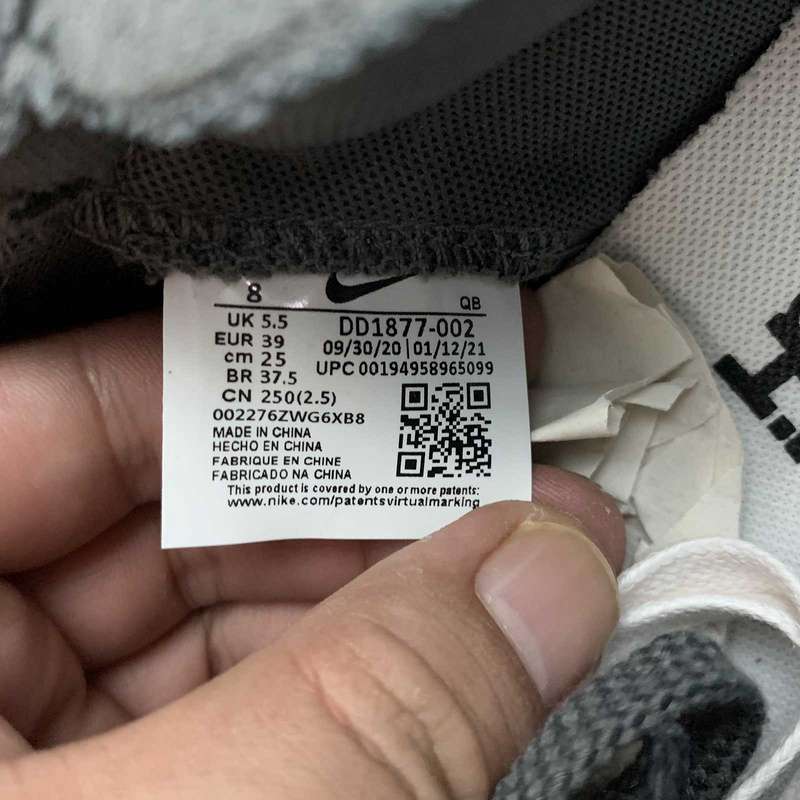 8 QB
UK 5.5
EUR 39
cm 25
BR 37.5
CN 250(2.5)
DD1877-002
09/30/20|01/12/21
UPC 00194958965099
002276ZWG6XB8
MADE IN CHINA
HECHO EN CHINA
FABRIQUE EN CHINE
FABRICADO NA CHINA
This product is covered by one or more patents:
www.nike.com/patentsvirtualmarking